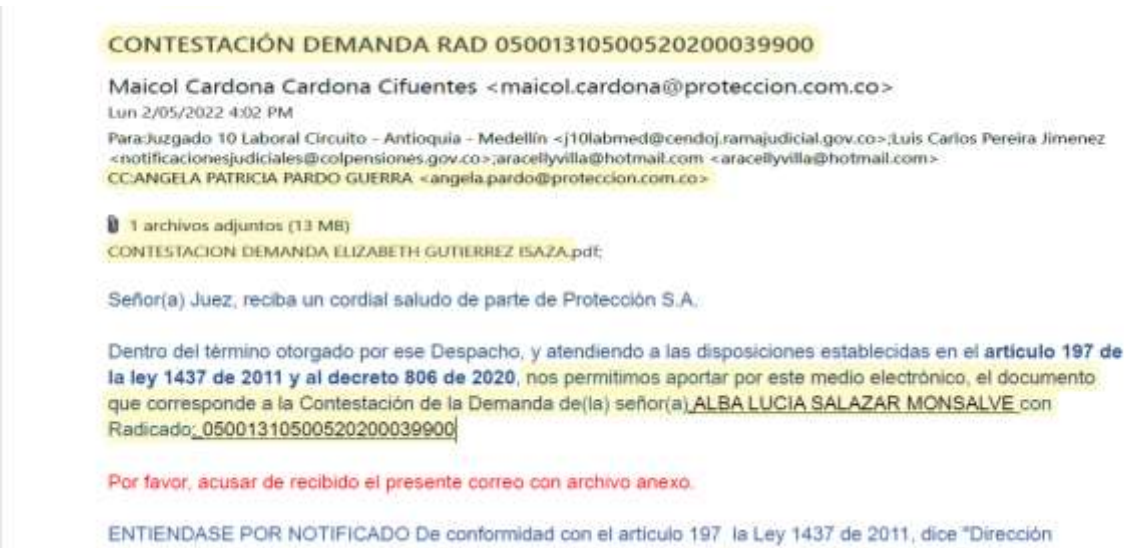 CONTESTACIÓN DEMANDA RAD 05001310500520200039900
Maicol Cardona Cardona Cifuentes <maicol.cardona@proteccion.com.co>
Lun 2/05/2022 4:02 PM
Para:Juzgado 10 Laboral Circuito - Antioquia - Medellín <j10labmed@cendoj.ramajudicial.gov.co>;Luis Carlos Pereira Jimenez
<notificacionesjudiciales@colpensiones.gov.co>;aracellyvilla@hotmail.com <aracellyvilla@hotmail.com>
CC:ANGELA PATRICIA PARDO GUERRA <angela.pardo@proteccion.com.co>
1 archivos adjuntos (13 MB)
CONTESTACION DEMANDA ELIZABETH GUTIERREZ ISAZA.pdf;
Señor(a) Juez, reciba un cordial saludo de parte de Protección S.A.
Dentro del término otorgado por ese Despacho, y atendiendo a las disposiciones establecidas en el artículo 197 de
la ley 1437 de 2011 y al decreto 806 de 2020, nos permitimos aportar por este medio electrónico, el documento
que corresponde a la Contestación de la Demanda de(la) señor(a) ALBA LUCIA SALAZAR MONSALVE con
Radicado: 05001310500520200039900
Por favor, acusar de recibido el presente correo con archivo anexo.
ENTIENDASE POR NOTIFICADO De conformidad con el artículo 197 la Ley 1437 de 2011, dice "Dirección